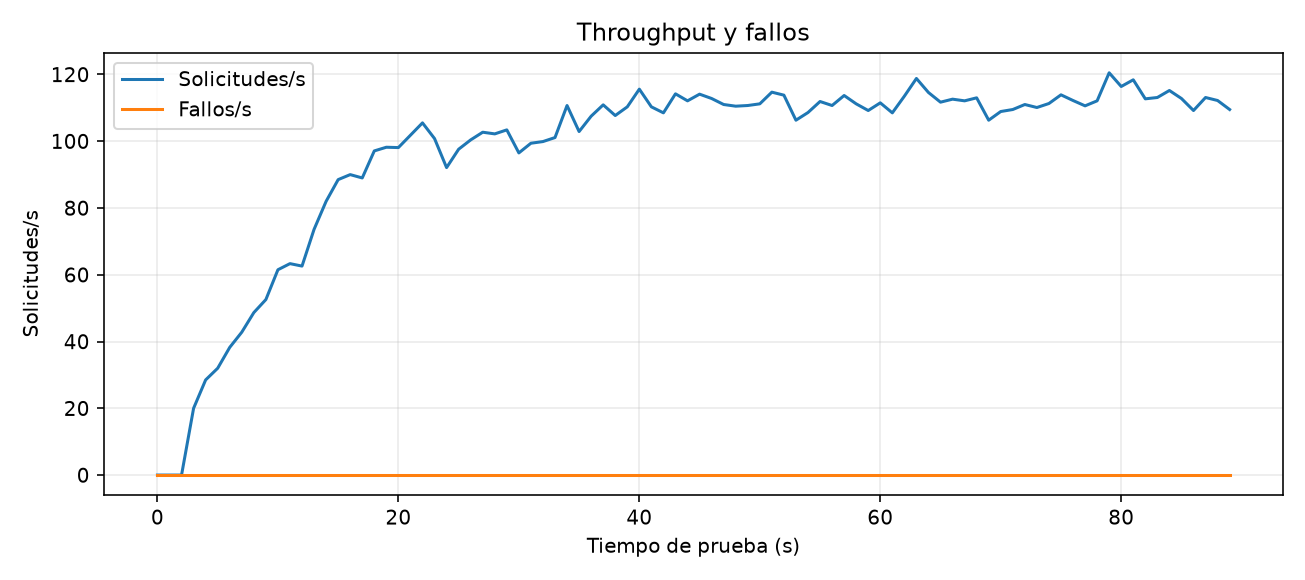 Throughput y fallos
Solicitudes/s
Fallos/s
120
100
80
60
40
20
0
Solicitudes/s
0 20 40 60 80
Tiempo de prueba (s)